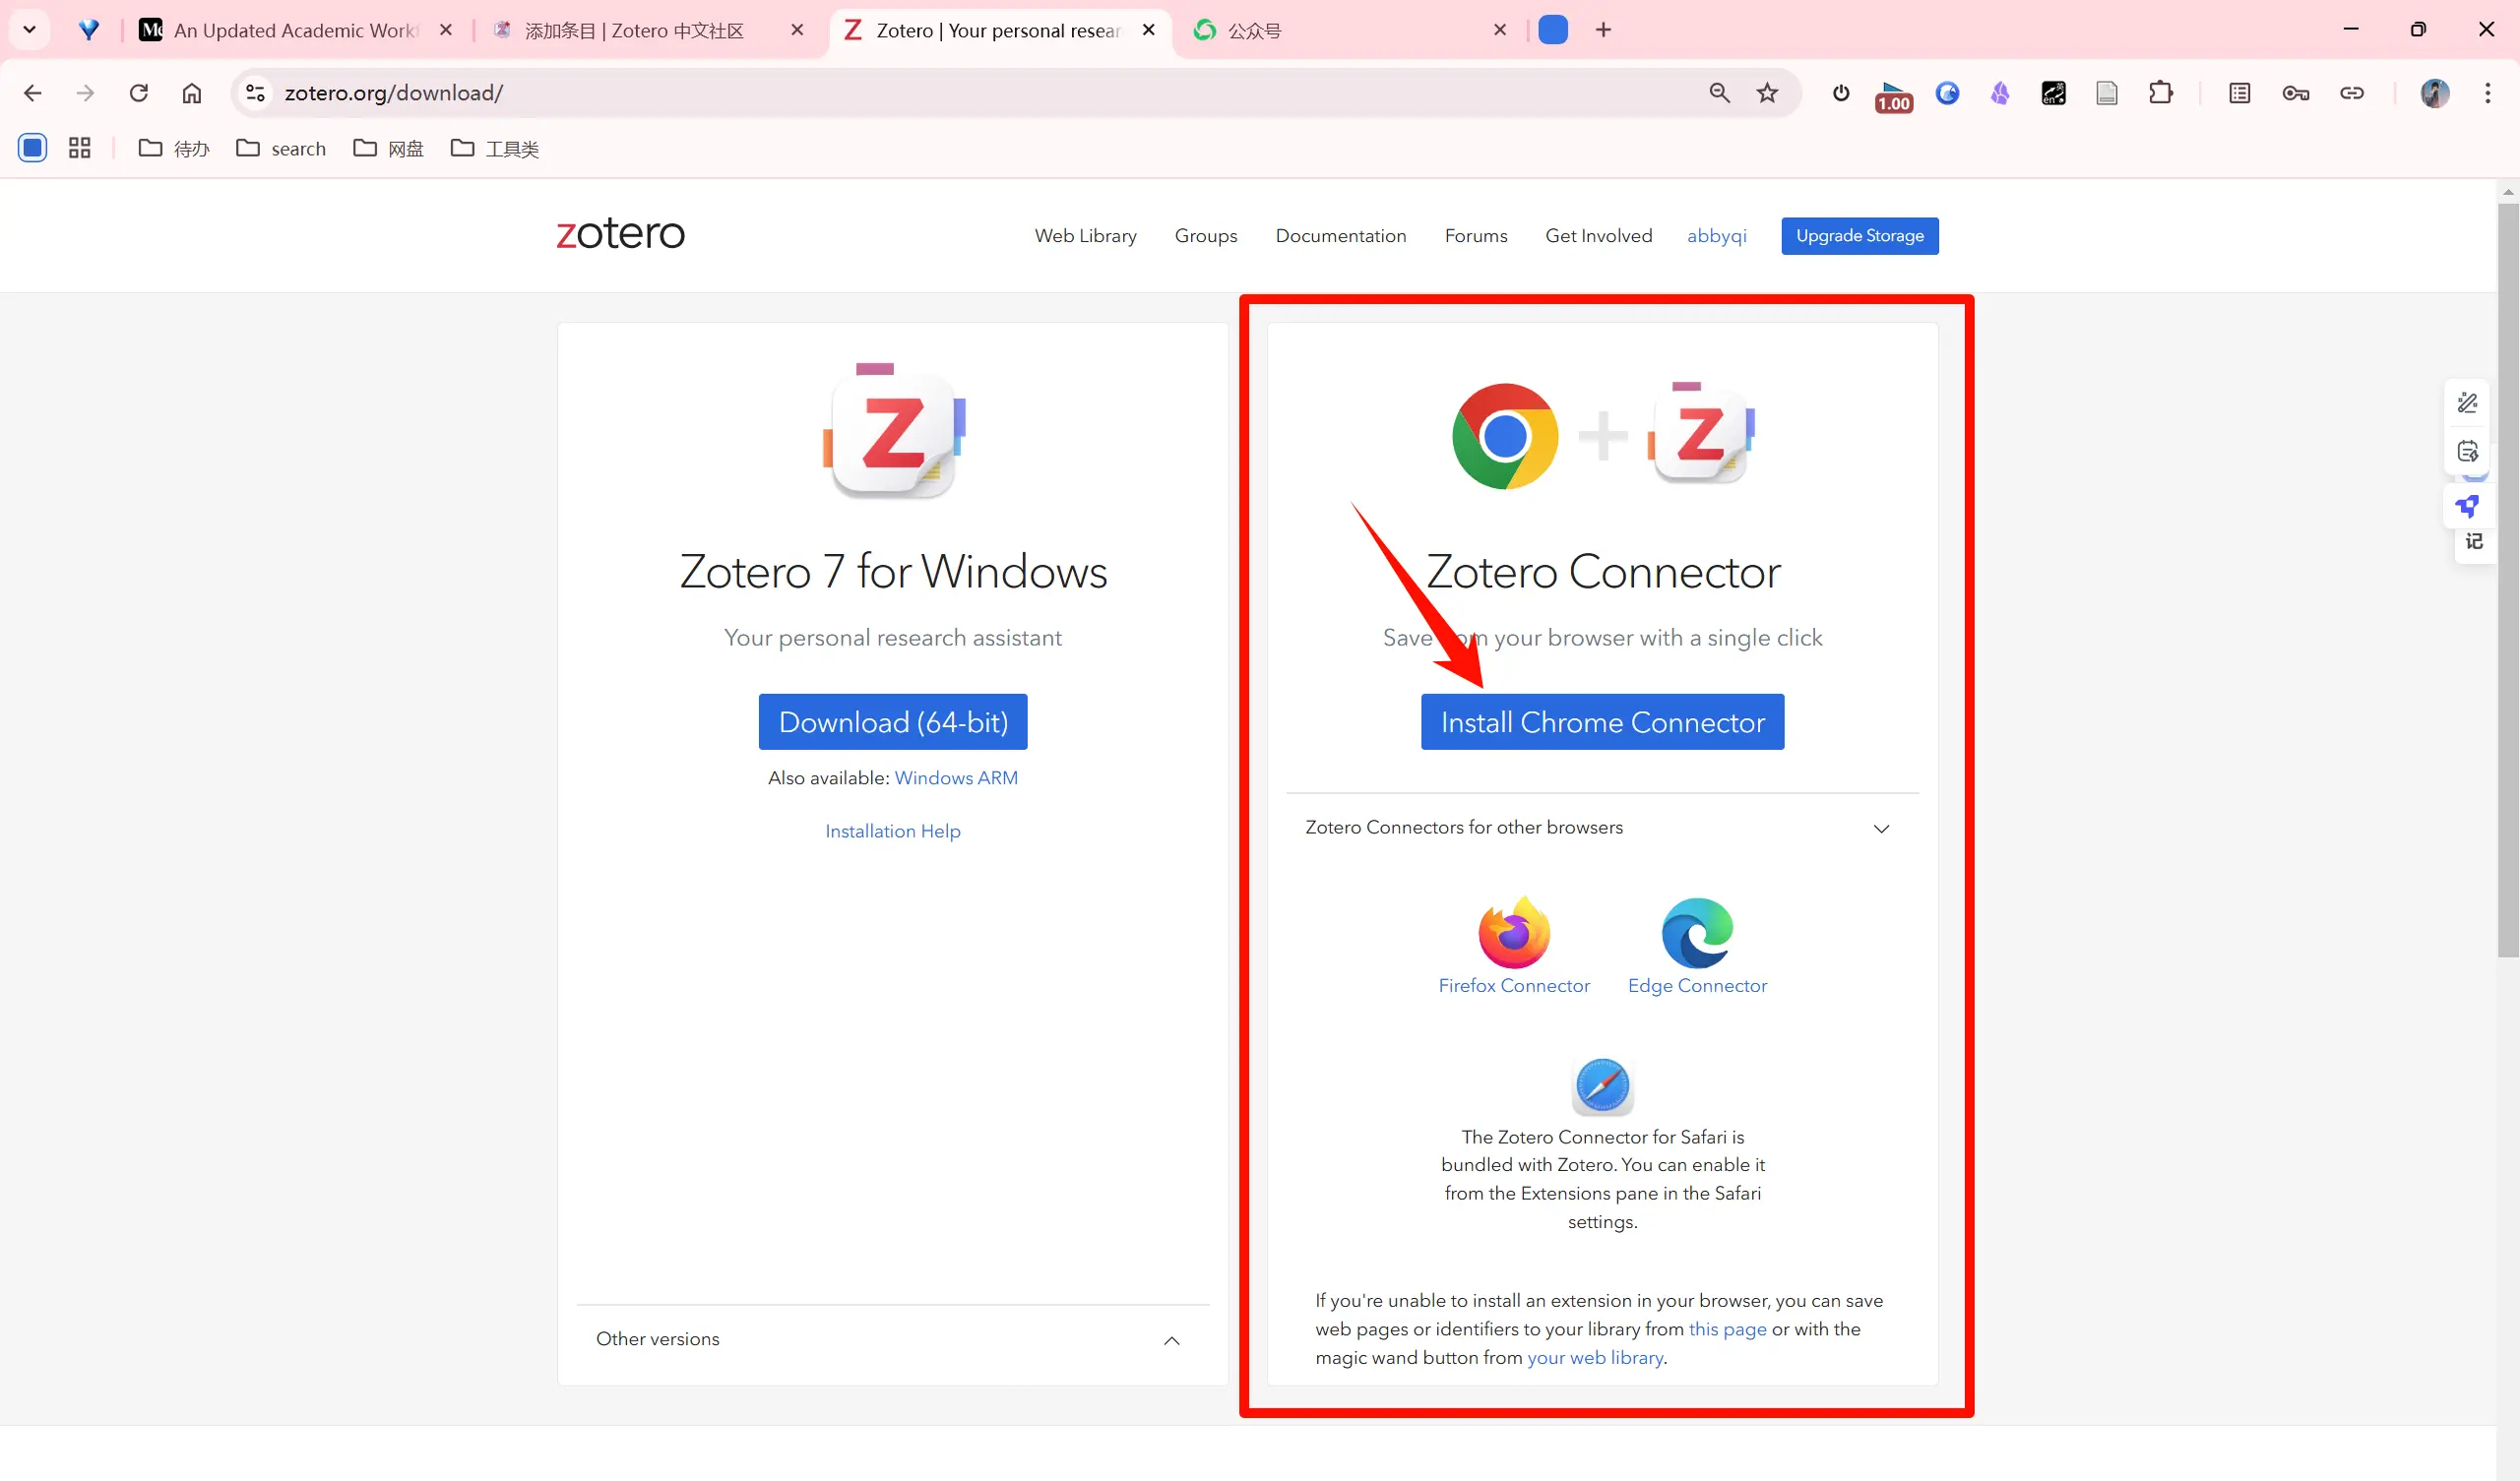 An Updated Academic Work
添加条目 | Zotero 中文社区
Zotero | Your personal resear
公众号
zotero.org/download/
1.00
en
待办
search
网盘
工具类
zotero
Web Library
Groups
Documentation
Forums
Get Involved
abbyqi
Upgrade Storage
Zotero 7 for Windows
Your personal research assistant
Download (64-bit)
Also available: Windows ARM
Installation Help
Other versions
Zotero Connector
Save from your browser with a single click
Install Chrome Connector
Zotero Connectors for other browsers
Firefox Connector
Edge Connector
The Zotero Connector for Safari is
bundled with Zotero. You can enable it
from the Extensions pane in the Safari
settings.
If you're unable to install an extension in your browser, you can save
web pages or identifiers to your library from this page or with the
magic wand button from your web library.
记